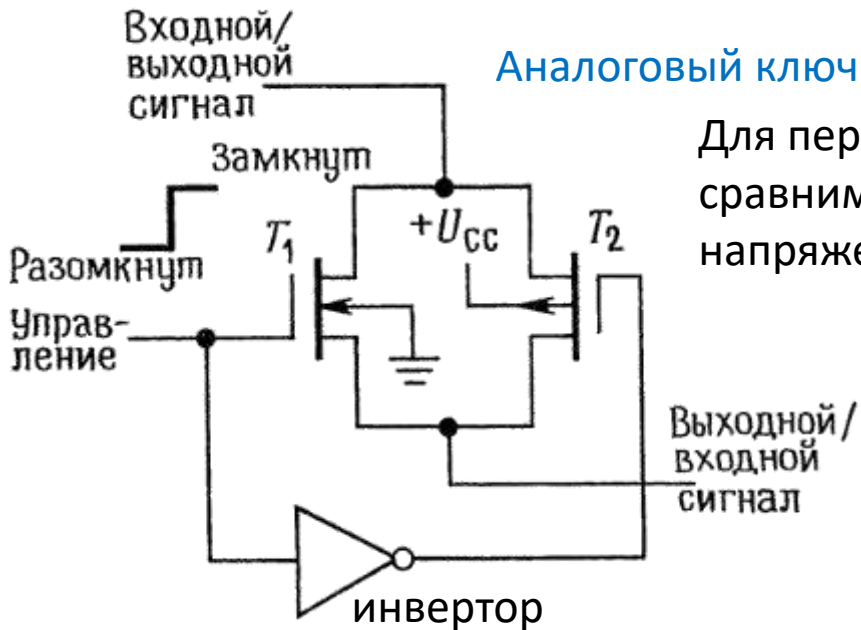 Входной/
выходной
сигнал
Аналоговый ключ
Для пер
сравним
напряже
Замкнут
Разомкнут
T1
+UCC
T2
Управ-
ление
Выходной/
входной
сигнал
инвертор